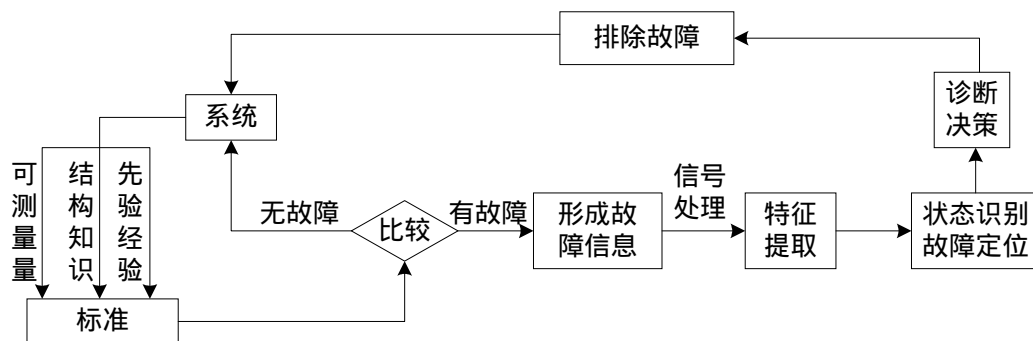 排除故障
系统
诊断
决策
可测量量
结构知识
先验经验
无故障
比较
有故障
形成故
障信息
信号
处理
特征
提取
状态识别
故障定位
标准